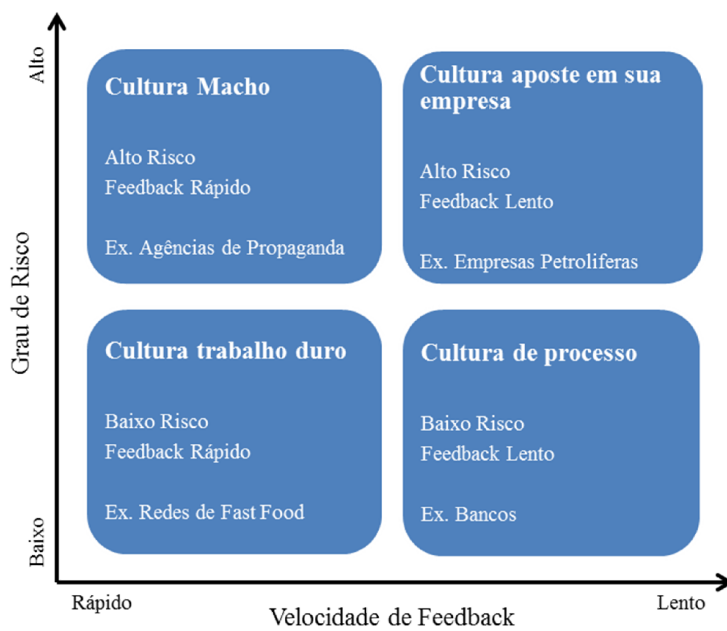 Alto
Grau de Risco
Baixo
Cultura Macho
Alto Risco
Feedback Rápido
Ex. Agências de Propaganda
Cultura aposte em sua
empresa
Alto Risco
Feedback Lento
Ex. Empresas Petroliferas
Cultura trabalho duro
Baixo Risco
Feedback Rápido
Ex. Redes de Fast Food
Cultura de processo
Baixo Risco
Feedback Lento
Ex. Bancos
Rápido
Velocidade de Feedback
Lento